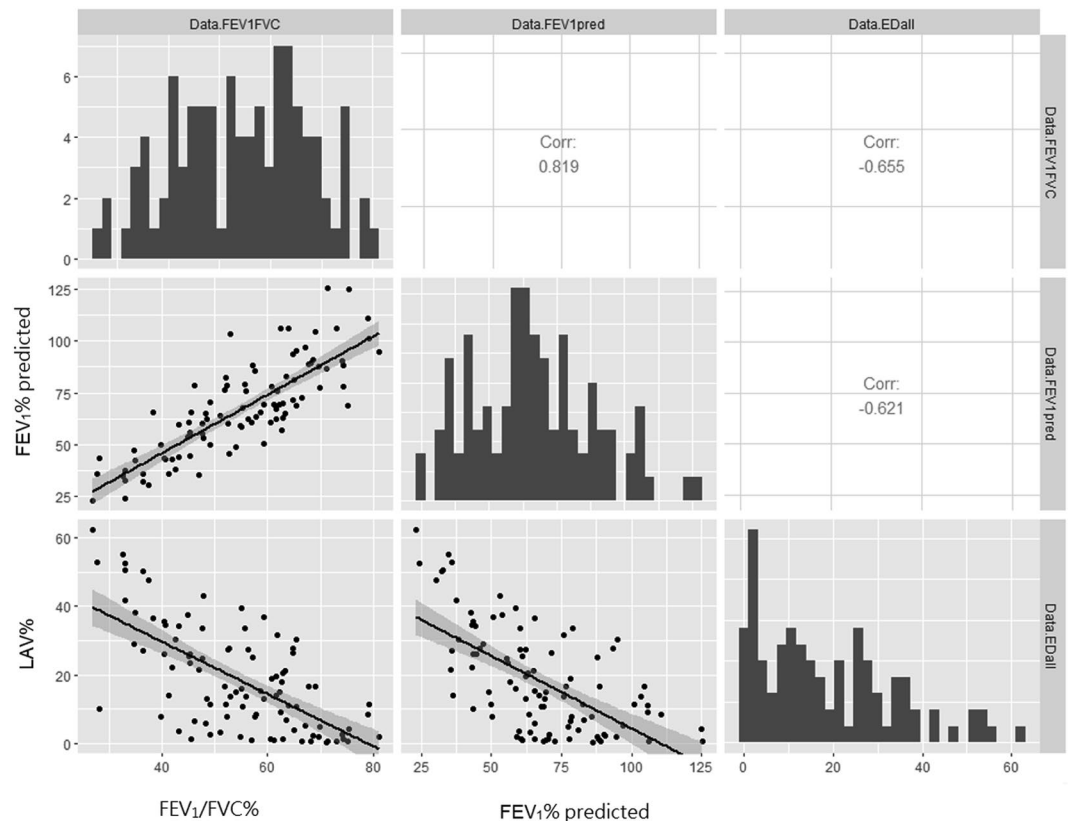 Data.FEV1FVC
Data.FEV1pred
Data.EDall
6
4
2
0
Corr:
0.819
Corr:
-0.655
Data.FEV1FVC
FEV₁% predicted
125
100
75
50
25
Corr:
-0.621
Data.FEV1pred
LAV%
60
40
20
0
Data.EDall
40
60
80
25
50
75
100
125
0
20
40
60
FEV₁/FVC%
FEV₁% predicted